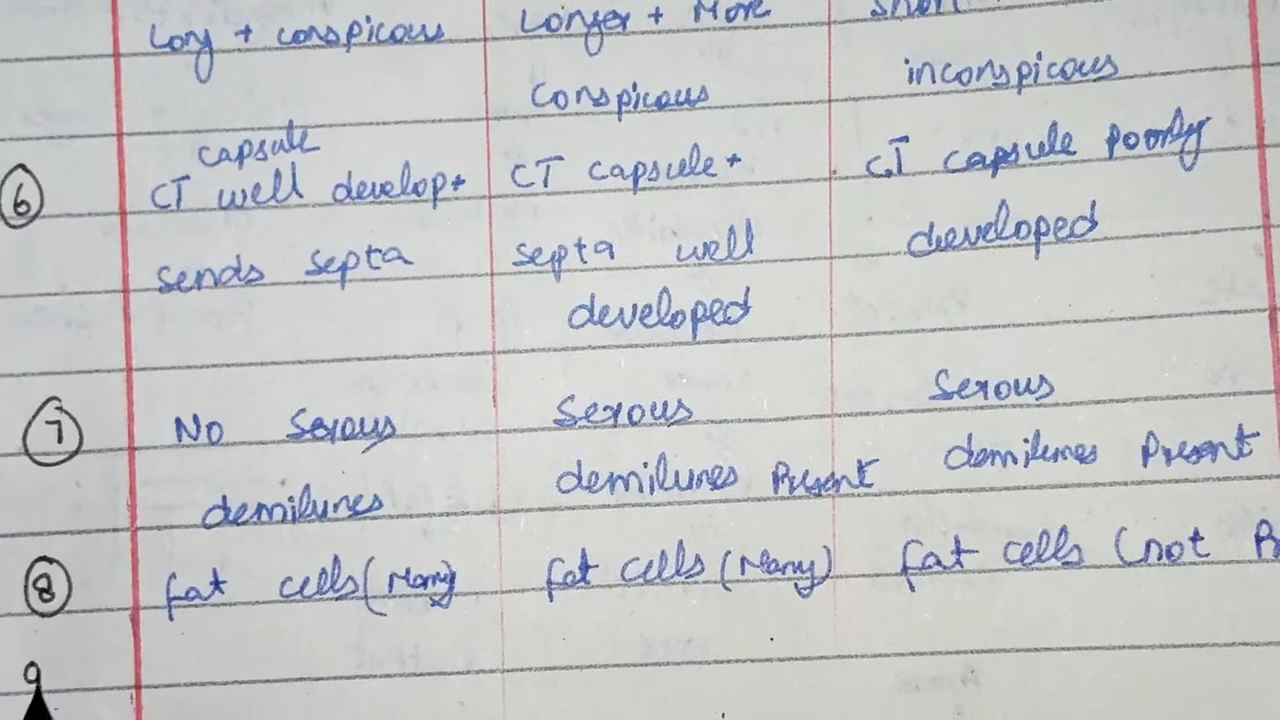 Long + conspicous
Longer + More
conspicous
Short
inconspicous
6
capsule
CT well develop+
sends septa
CT capsule +
septa well
developed
CT capsule poorly
developed
7
No Serous
demilunes
Serous
demilunes Present
Serous
demilunes Present
8
fat cells (Many)
fat cells (Many)
fat cells (not P
9